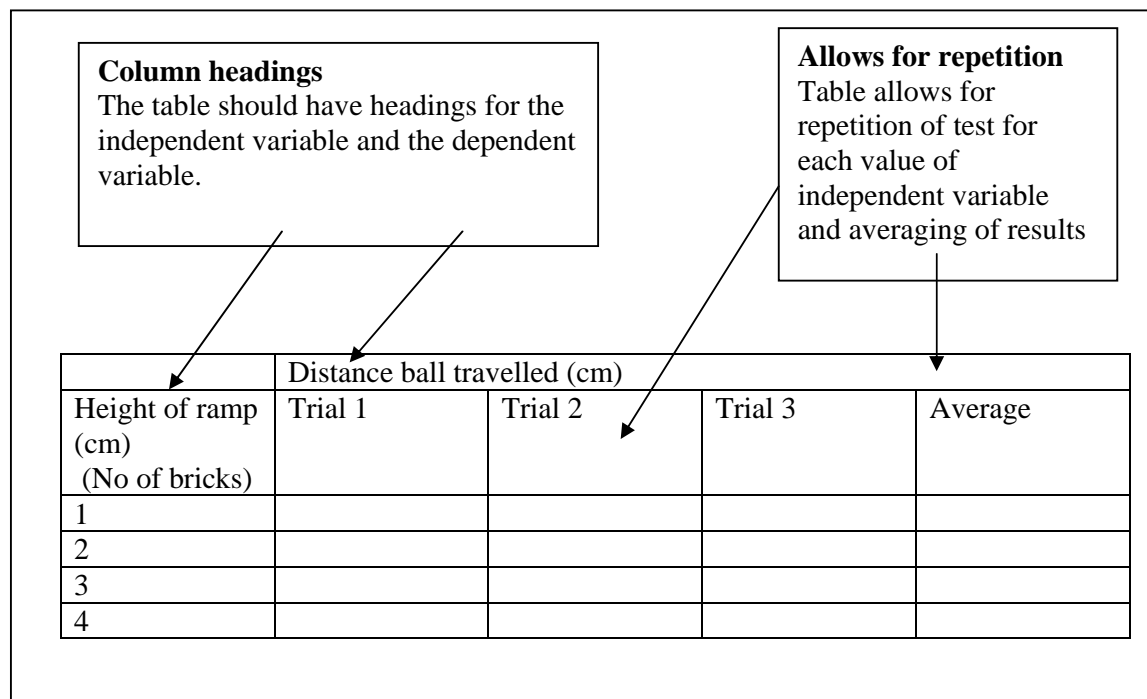 Column headings
The table should have headings for the
independent variable and the dependent
variable.
Allows for repetition
Table allows for
repetition of test for
each value of
independent variable
and averaging of results
Distance ball travelled (cm)
Height of ramp
(cm)
(No of bricks)
Trial 1
Trial 2
Trial 3
Average
1
2
3
4